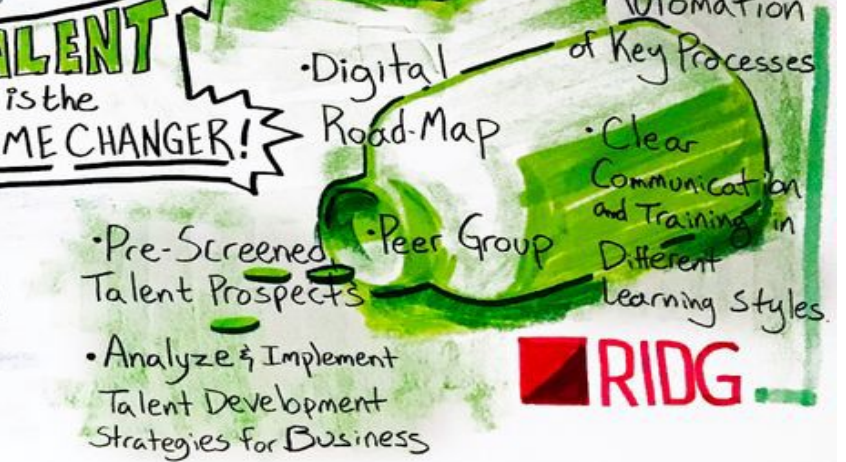 ALENT
is the
ME CHANGER!
•Digital
Road-Map
Automation
of Key Processes
•Clear
Communication
and Training in
Different
Learning Styles.
•Peer Group
•Pre-Screened
Talent Prospects
•Analyze & Implement
Talent Development
Strategies for Business
RIDG